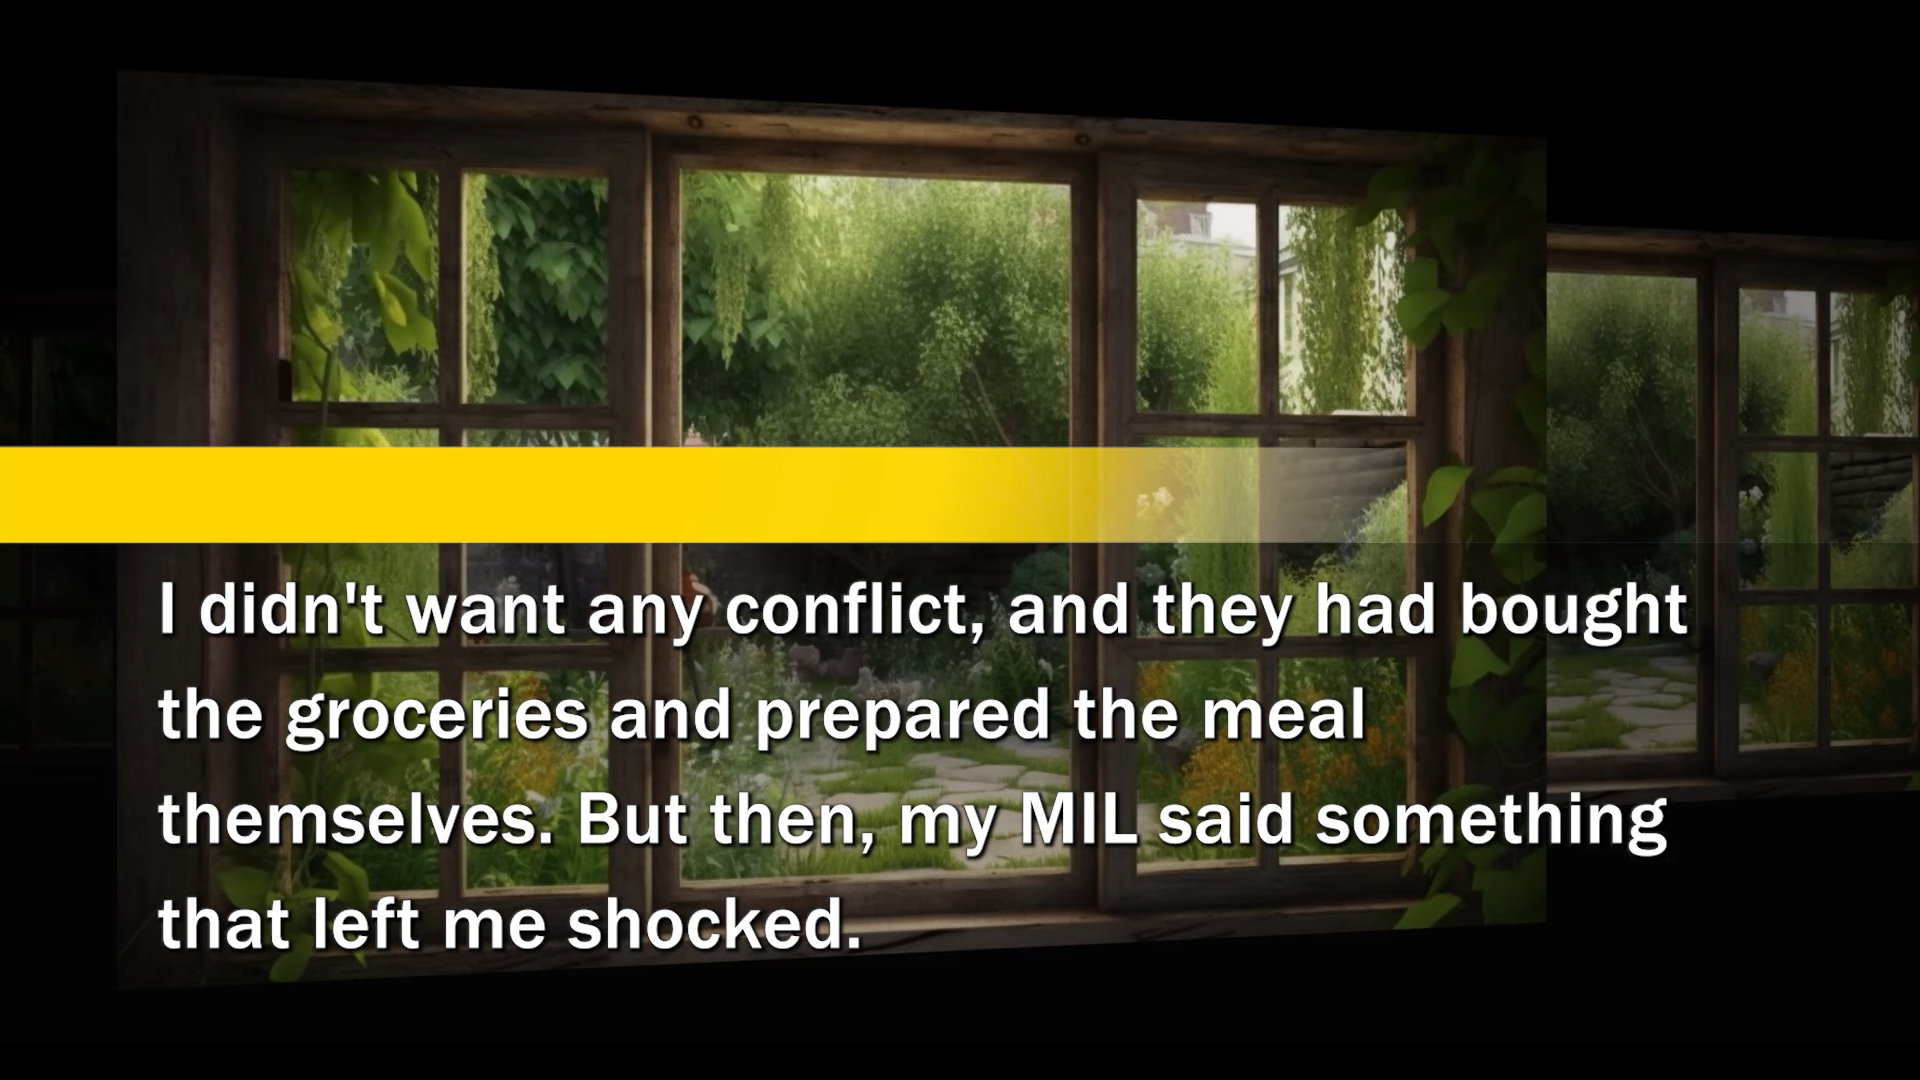 I didn't want any conflict, and they had bought
the groceries and prepared the meal
themselves. But then, my MIL said something
that left me shocked.